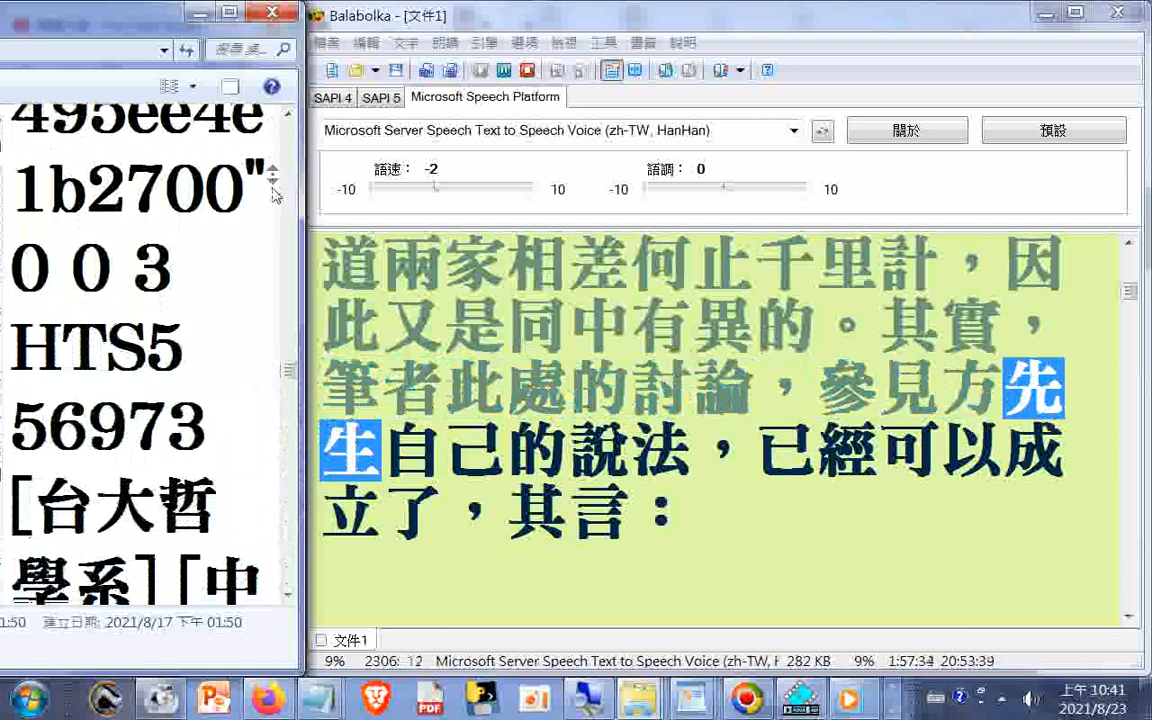 Balabolka - [文件1]
檔案 編輯 文字 朗讀 引擎 選項 檢視 工具 書籤 說明
SAPI 4 SAPI 5 Microsoft Speech Platform
Microsoft Server Speech Text to Speech Voice (zh-TW, HanHan)
關於 預設
語速： -2 語調： 0
-10 10 -10 10
495ee4e
1b2700"
0 0 3
HTS5
56973
[台大哲
學系][中
1:50 建立日期: 2021/8/17 下午 01:50
道兩家相差何止千里計，因
此又是同中有異的。其實，
筆者此處的討論，參見方先
生自己的說法，已經可以成
立了，其言：
文件1
9% 2306: 12 Microsoft Server Speech Text to Speech Voice (zh-TW, 282 KB 9% 1:57:34 20:53:39
PDF
上午 10:41
2021/8/23